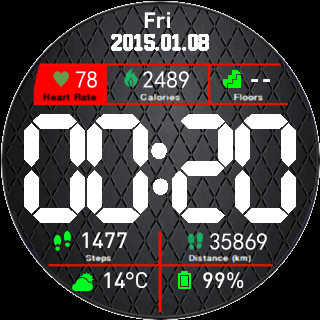 Fri
2015.01.08
78 2489 --
Heart Rate Calories Floors
00:20
1477 35869
Steps Distance (km)
14°C 99%